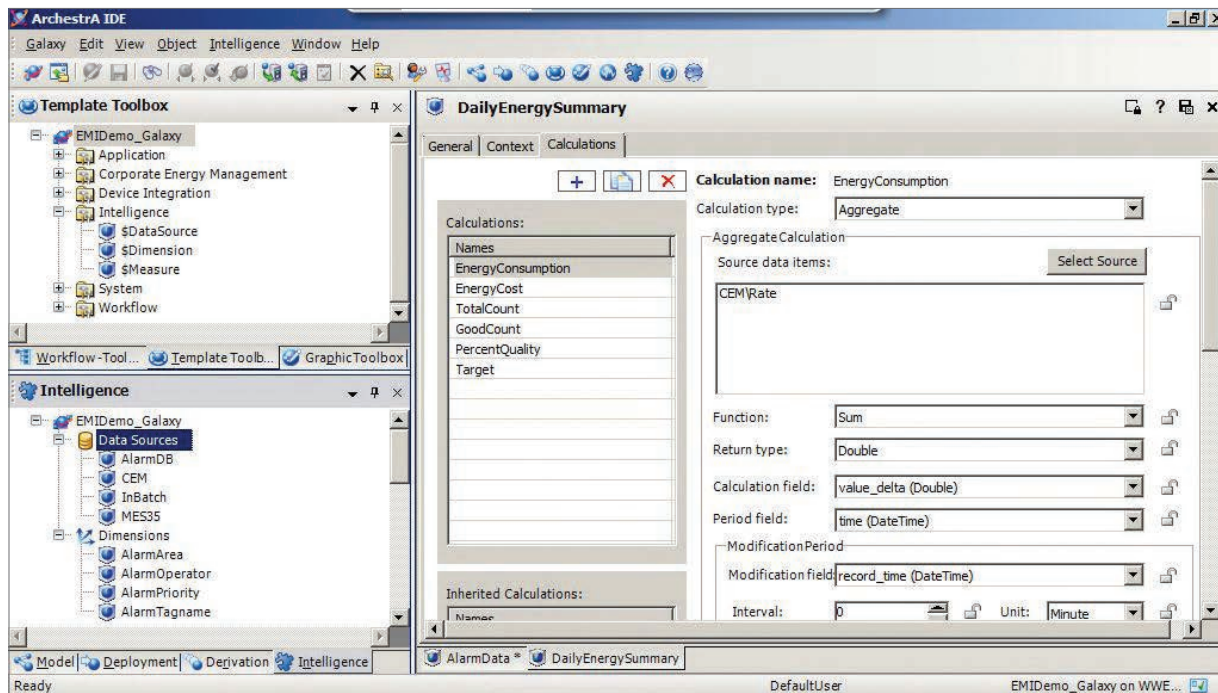 ArchestrA IDE
Galaxy Edit View Object Intelligence Window Help
Template Toolbox
EMIDemo_Galaxy
Application
Corporate Energy Management
Device Integration
Intelligence
$DataSource
$Dimension
$Measure
System
Workflow
Workflow-Tool... Template Toolb... GraphicToolbox
Intelligence
EMIDemo_Galaxy
Data Sources
AlarmDB
CEM
InBatch
MES35
Dimensions
AlarmArea
AlarmOperator
AlarmPriority
AlarmTagname
Model Deployment Derivation Intelligence
DailyEnergySummary
General Context Calculations
Calculations:
Names
EnergyConsumption
EnergyCost
TotalCount
GoodCount
PercentQuality
Target
Inherited Calculations:
Names
Calculation name: EnergyConsumption
Calculation type: Aggregate
Aggregate Calculation
Source data items: Select Source
CEM\Rate
Function: Sum
Return type: Double
Calculation field: value_delta (Double)
Period field: time (DateTime)
Modification Period
Modification field: record_time (DateTime)
Interval: 0 Unit: Minute
AlarmData * DailyEnergySummary
Ready DefaultUser EMIDemo_Galaxy on WWE...